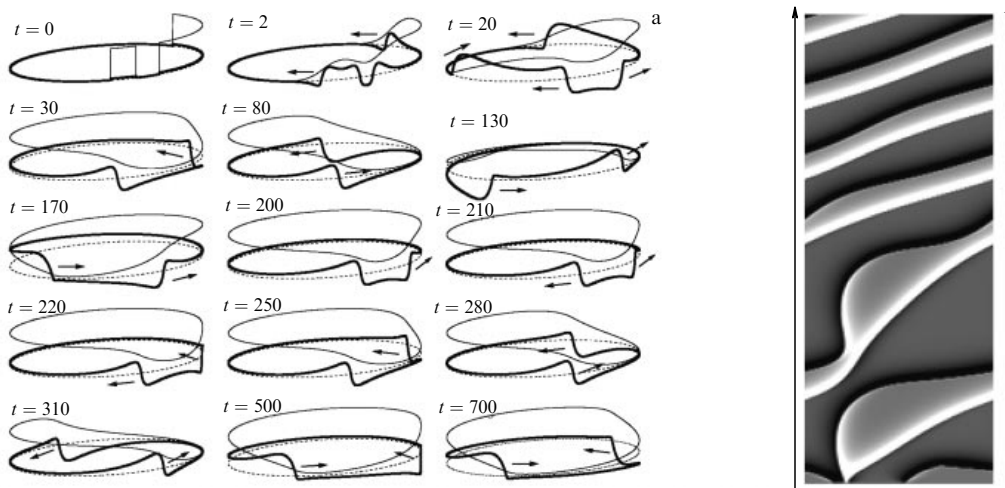 t = 0
t = 2
t = 20
a
t = 30
t = 80
t = 130
t = 170
t = 200
t = 210
t = 220
t = 250
t = 280
t = 310
t = 500
t = 700